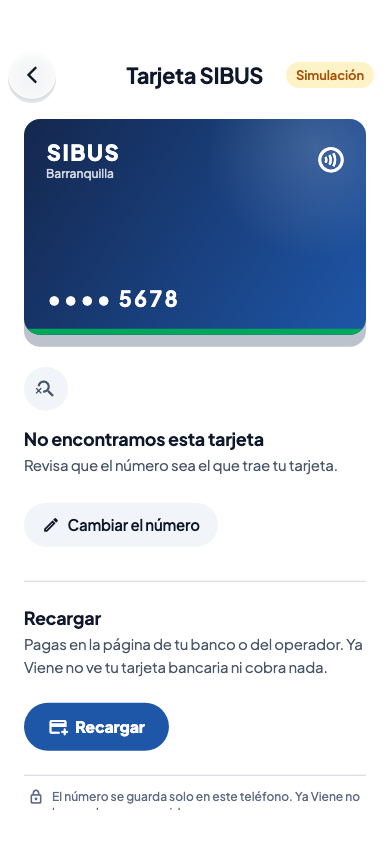 Tarjeta SIBUS
Simulación
SIBUS
Barranquilla
•••• 5678
No encontramos esta tarjeta
Revisa que el número sea el que trae tu tarjeta.
Cambiar el número
Recargar
Pagas en la página de tu banco o del operador. Ya
Viene no ve tu tarjeta bancaria ni cobra nada.
Recargar
El número se guarda solo en este teléfono. Ya Viene no